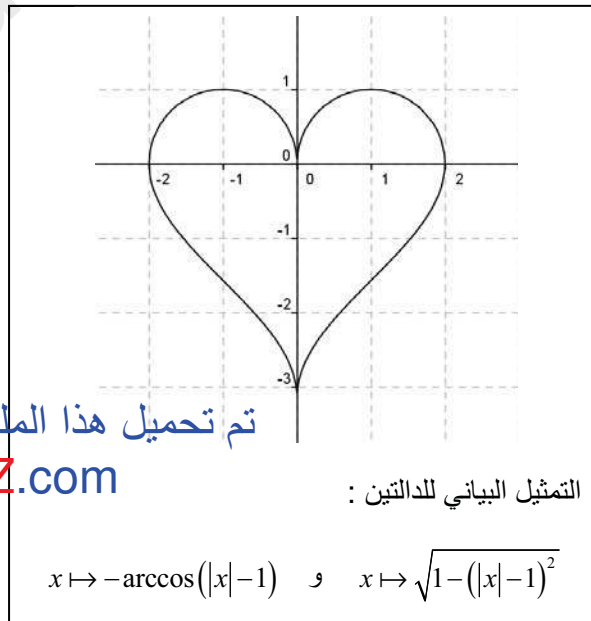 1
0
-2 -1 0 1 2
-1
-2
-3
تم تحميل هذا
.com
التمثيل البياني للدالتين :
x ↦ √(1-(|x|-1)²) و x ↦ -arccos(|x|-1)